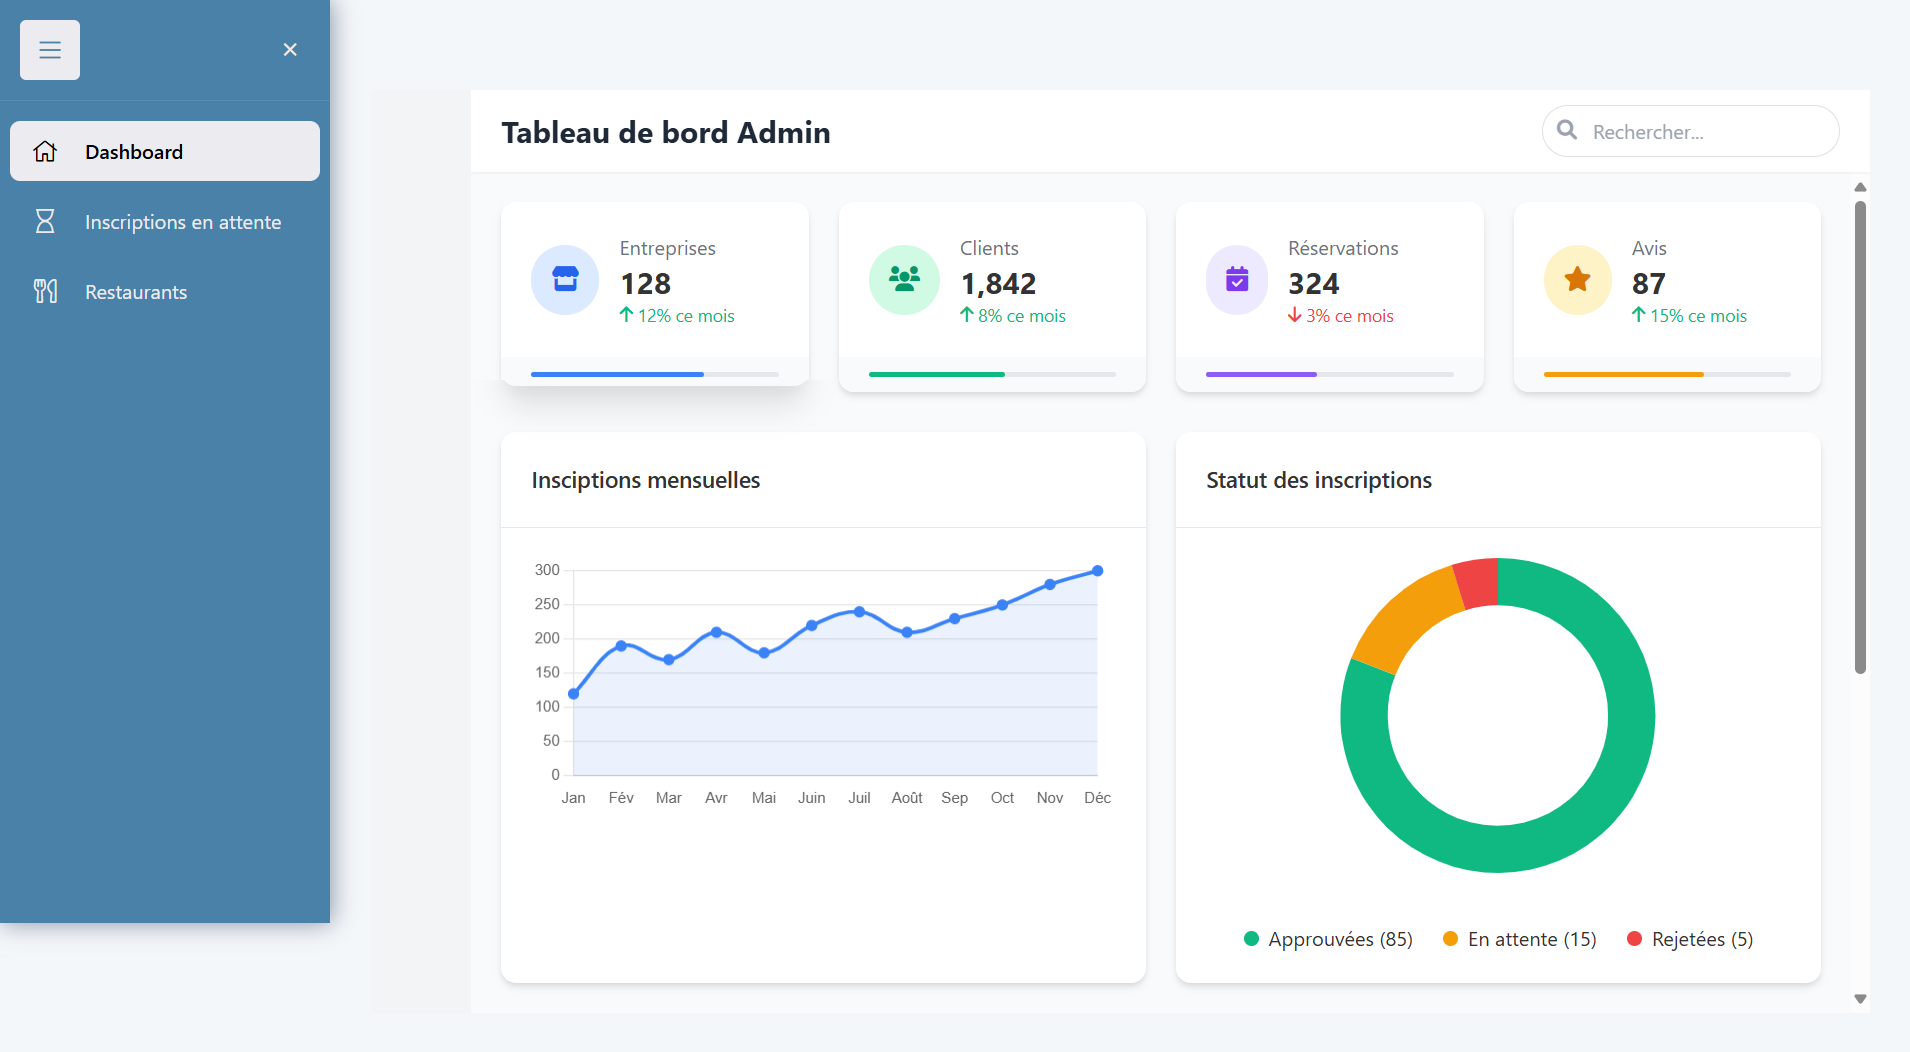 Dashboard
Inscriptions en attente
Restaurants
Tableau de bord Admin
Rechercher...
Entreprises
128
12% ce mois
Clients
1,842
8% ce mois
Réservations
324
3% ce mois
Avis
87
15% ce mois
Insciptions mensuelles
300
250
200
150
100
50
0
Jan Fév Mar Avr Mai Juin Juil Août Sep Oct Nov Déc
Statut des inscriptions
Approuvées (85) En attente (15) Rejetées (5)